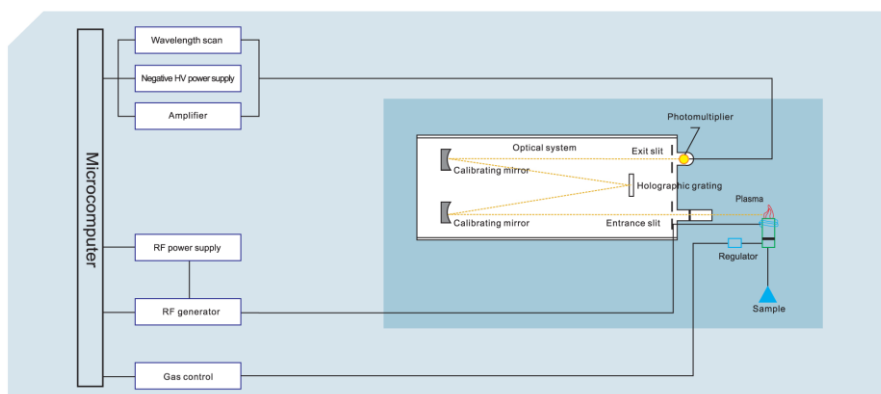 Wavelength scan
Negative HV power supply
Amplifier
Photomultiplier
Optical system
Exit slit
Calibrating mirror
Holographic grating
Microcomputer
Plasma
Calibrating mirror
Entrance slit
RF power supply
Regulator
RF generator
Sample
Gas control